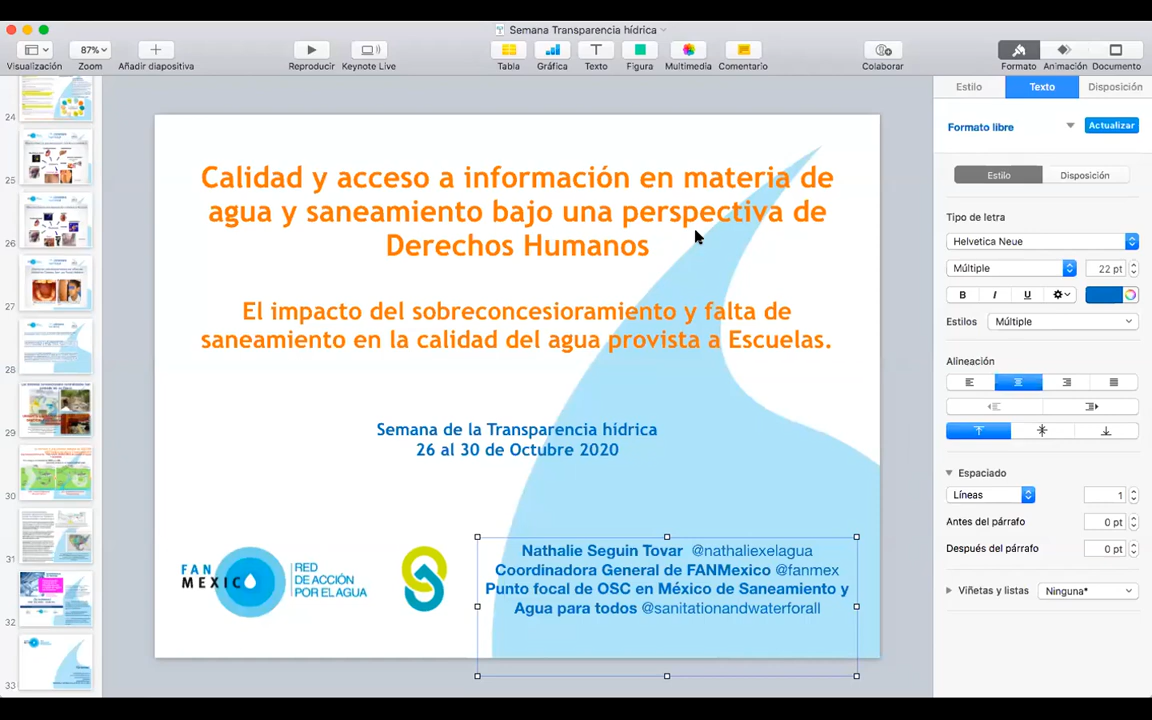 Semana Transparencia hídrica
87%
Visualización
Zoom
Añadir diapositiva
Reproducir
Keynote Live
Tabla
Gráfica
Texto
Figura
Multimedia
Comentario
Colaborar
Formato
Animación
Documento
Estilo
Texto
Disposición
Formato libre
Actualizar
Estilo
Disposición
Tipo de letra
Helvetica Neue
Múltiple
22 pt
B I U
Estilos
Múltiple
Alineación
Espaciado
Líneas
1
Antes del párrafo
0 pt
Después del párrafo
0 pt
Viñetas y listas
Ninguna*
24
25
26
27
28
29
30
31
32
33
Calidad y acceso a información en materia de
agua y saneamiento bajo una perspectiva de
Derechos Humanos
El impacto del sobreconcesioramiento y falta de
saneamiento en la calidad del agua provista a Escuelas.
Semana de la Transparencia hídrica
26 al 30 de Octubre 2020
FAN
MEXICO
RED
DE ACCIÓN
POR EL AGUA
Nathalie Seguin Tovar @nathaliexelagua
Coordinadora General de FANMexico @fanmex
Punto focal de OSC en México de Saneamiento y
Agua para todos @sanitationandwaterforall